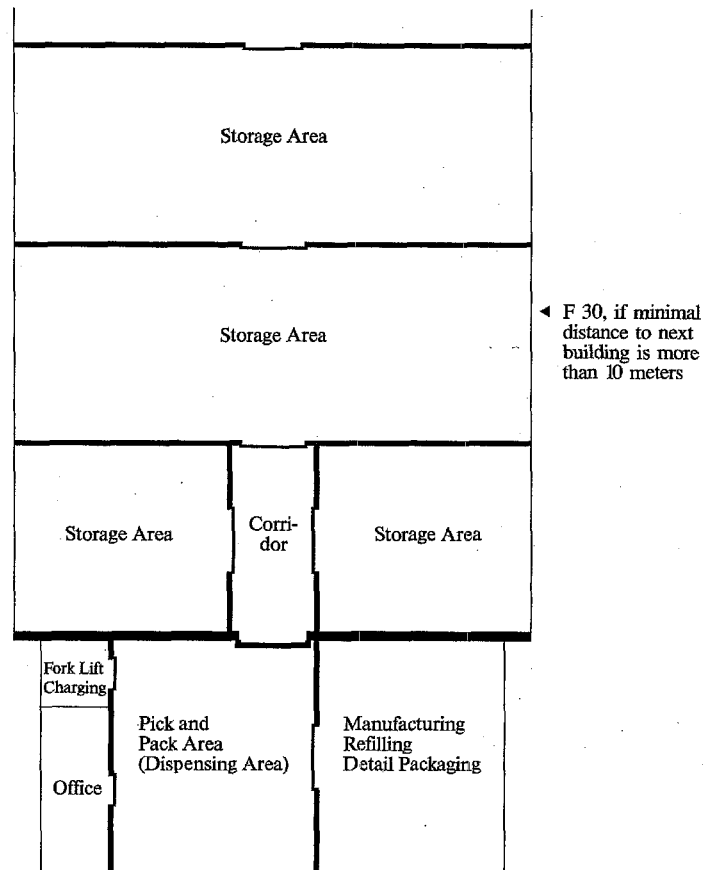 Storage Area
Storage Area
◄ F 30, if minimal
distance to next
building is more
than 10 meters
Storage Area
Corri-
dor
Storage Area
Fork Lift
Charging
Pick and
Pack Area
(Dispensing Area)
Manufacturing
Refilling
Detail Packaging
Office